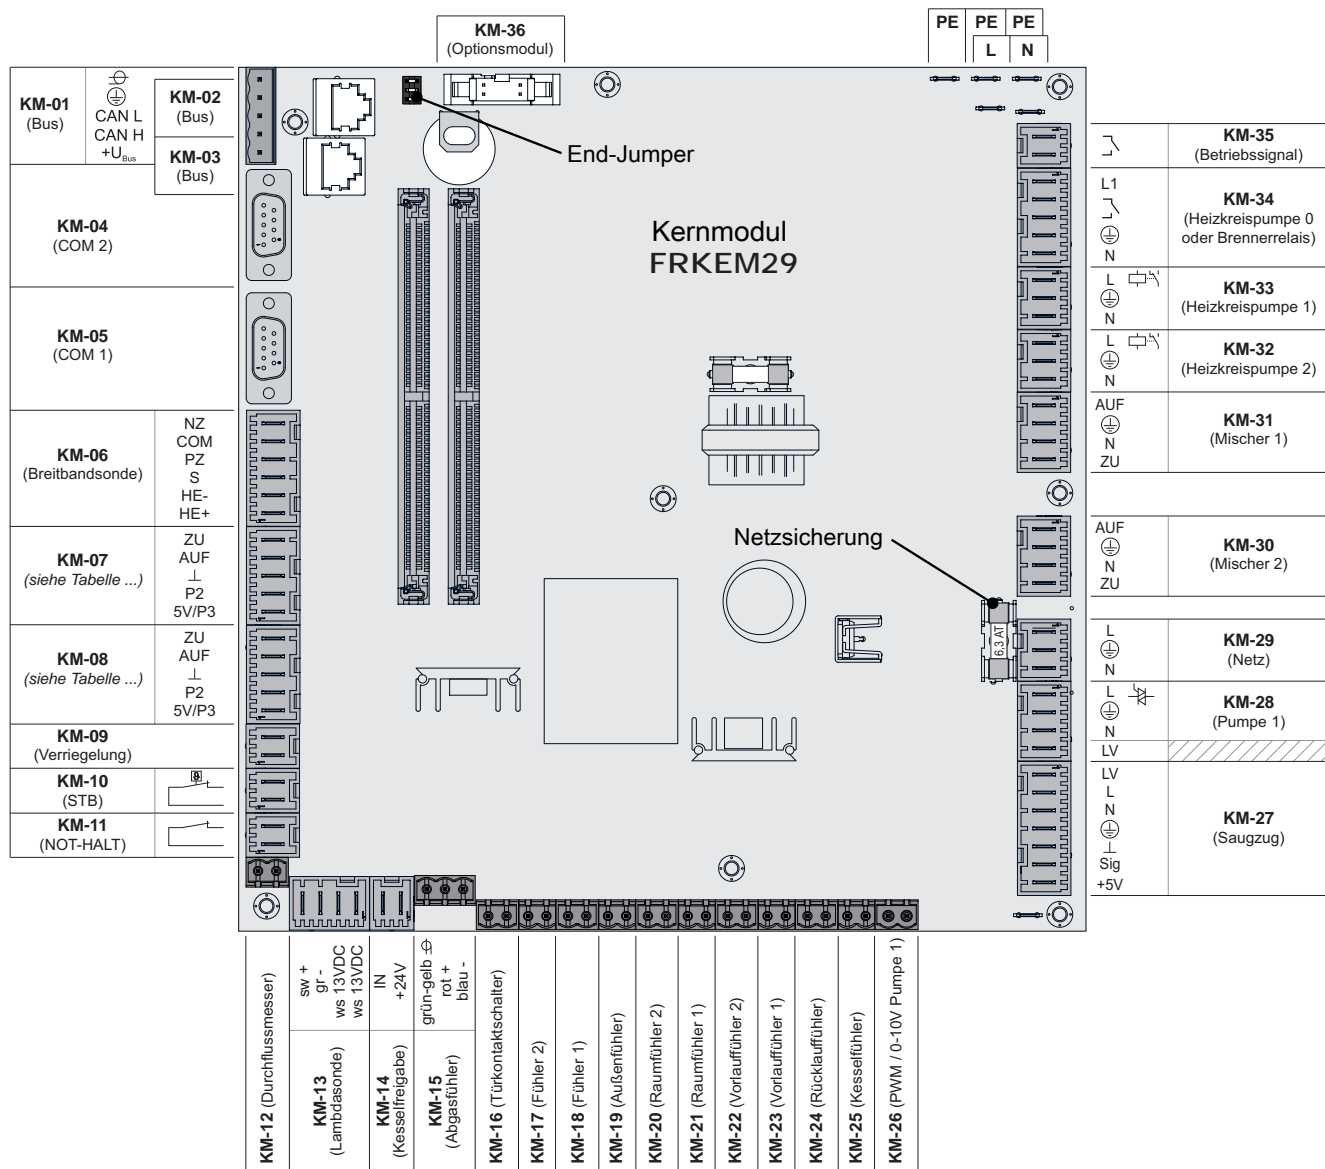 KM-36
(Optionsmodul)
PE PE PE
L N
KM-01
(Bus)
CAN L
CAN H
+U Bus
KM-02
(Bus)
KM-03
(Bus)
KM-04
(COM 2)
KM-05
(COM 1)
KM-06
(Breitbandsonde)
NZ
COM
PZ
S
HE-
HE+
KM-07
(siehe Tabelle ...)
ZU
AUF
⊥
P2
5V/P3
KM-08
(siehe Tabelle ...)
ZU
AUF
⊥
P2
5V/P3
KM-09
(Verriegelung)
KM-10
(STB)
KM-11
(NOT-HALT)
End-Jumper
Kernmodul
FRKEM29
Netzsicherung
6,3 AT
KM-35
(Betriebssignal)
L1
N
KM-34
(Heizkreispumpe 0
oder Brennerrelais)
L
N
KM-33
(Heizkreispumpe 1)
L
N
KM-32
(Heizkreispumpe 2)
AUF
N
ZU
KM-31
(Mischer 1)
AUF
N
ZU
KM-30
(Mischer 2)
L
N
KM-29
(Netz)
L
N
LV
KM-28
(Pumpe 1)
LV
L
N
⊥
Sig
+5V
KM-27
(Saugzug)
KM-12 (Durchflussmesser)
sw +
gr -
ws 13VDC
ws 13VDC
KM-13
(Lambdasonde)
IN
+24V
KM-14
(Kesselfreigabe)
grün-gelb
rot +
blau -
KM-15
(Abgasfühler)
KM-16 (Türkontaktschalter)
KM-17 (Fühler 2)
KM-18 (Fühler 1)
KM-19 (Außenfühler)
KM-20 (Raumfühler 2)
KM-21 (Raumfühler 1)
KM-22 (Vorlauffühler 2)
KM-23 (Vorlauffühler 1)
KM-24 (Rücklauffühler)
KM-25 (Kesselfühler)
KM-26 (PWM / 0-10V Pumpe 1)